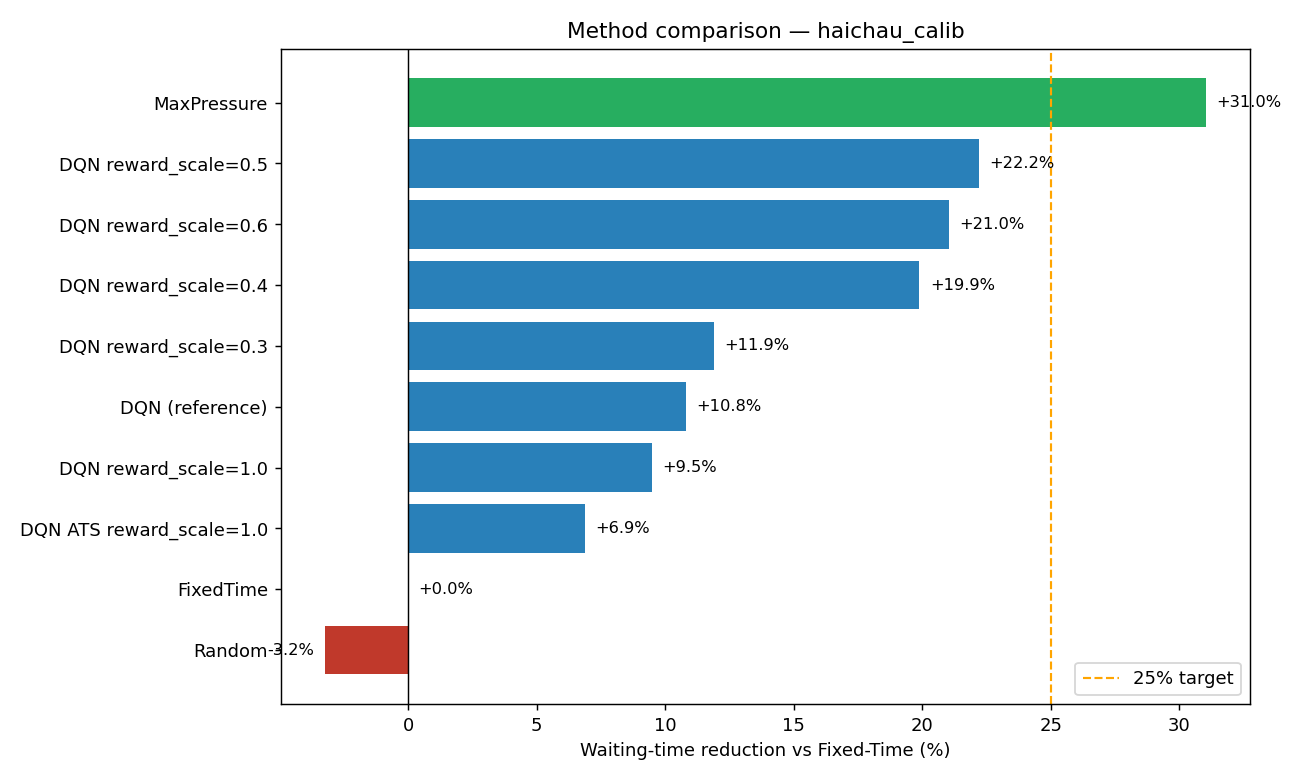 Method comparison — haichau_calib
MaxPressure
+31.0%
DQN reward_scale=0.5
+22.2%
DQN reward_scale=0.6
+21.0%
DQN reward_scale=0.4
+19.9%
DQN reward_scale=0.3
+11.9%
DQN (reference)
+10.8%
DQN reward_scale=1.0
+9.5%
DQN ATS reward_scale=1.0
+6.9%
FixedTime
+0.0%
Random
-3.2%
25% target
0 5 10 15 20 25 30
Waiting-time reduction vs Fixed-Time (%)